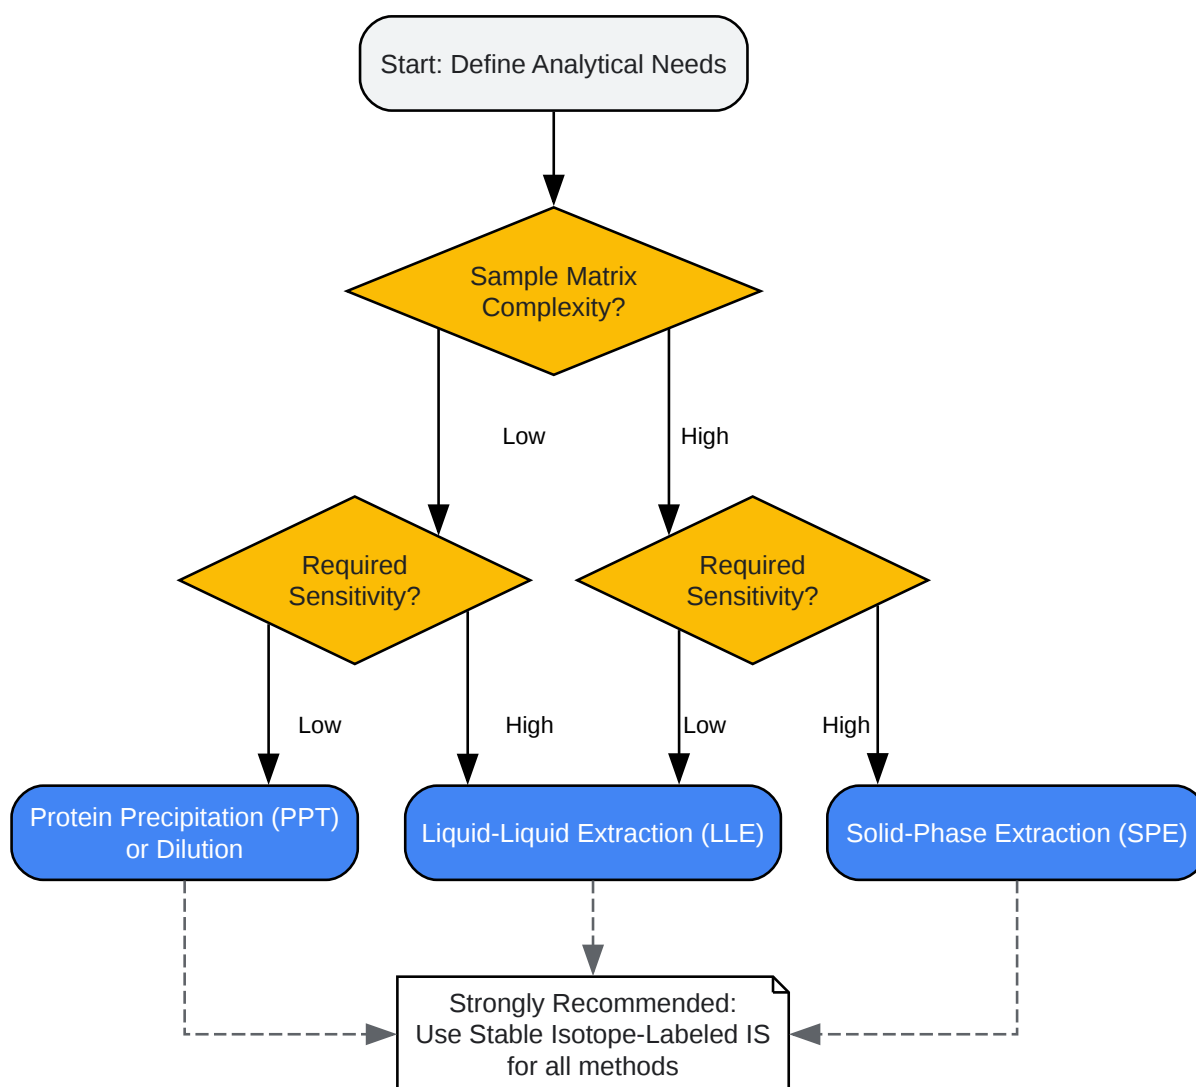 Start: Define Analytical Needs
Sample Matrix
Complexity?
Low
High
Required
Sensitivity?
Required
Sensitivity?
Low
High
Low
High
Protein Precipitation (PPT)
or Dilution
Liquid-Liquid Extraction (LLE)
Solid-Phase Extraction (SPE)
Strongly Recommended:
Use Stable Isotope-Labeled IS
for all methods